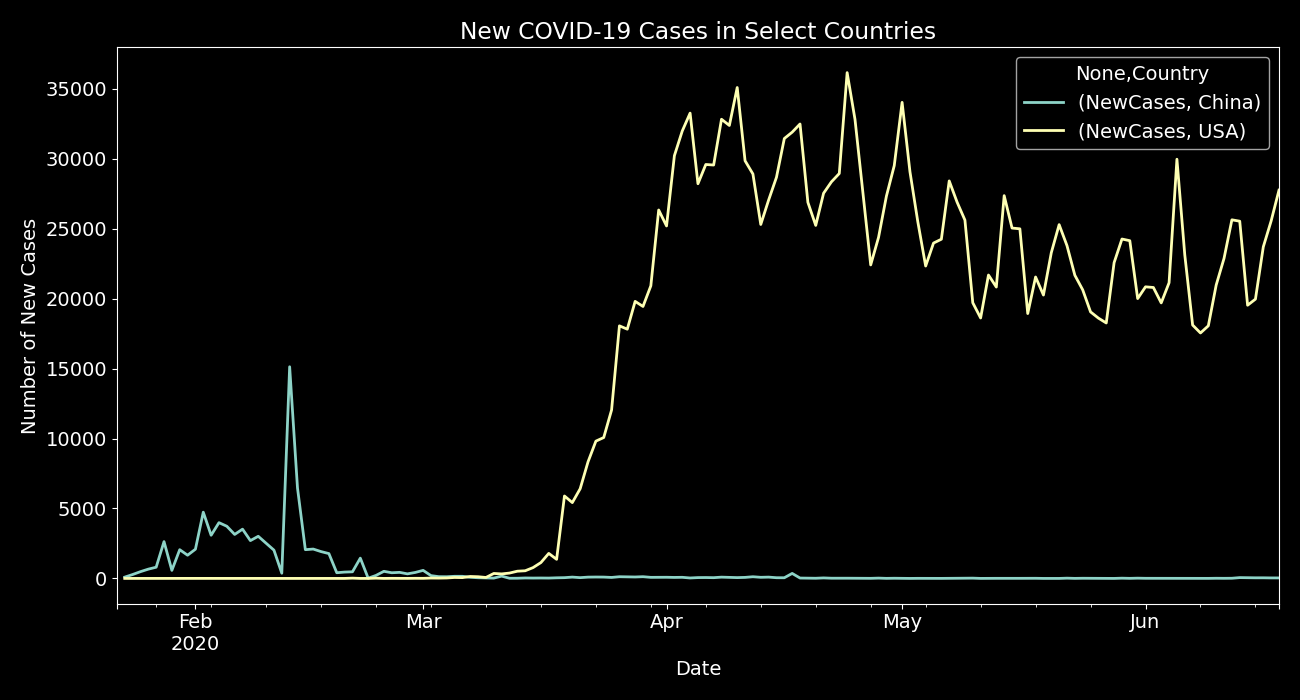 New COVID-19 Cases in Select Countries
None,Country
(NewCases, China)
(NewCases, USA)
Number of New Cases
35000
30000
25000
20000
15000
10000
5000
0
Feb
2020
Mar
Apr
May
Jun
Date